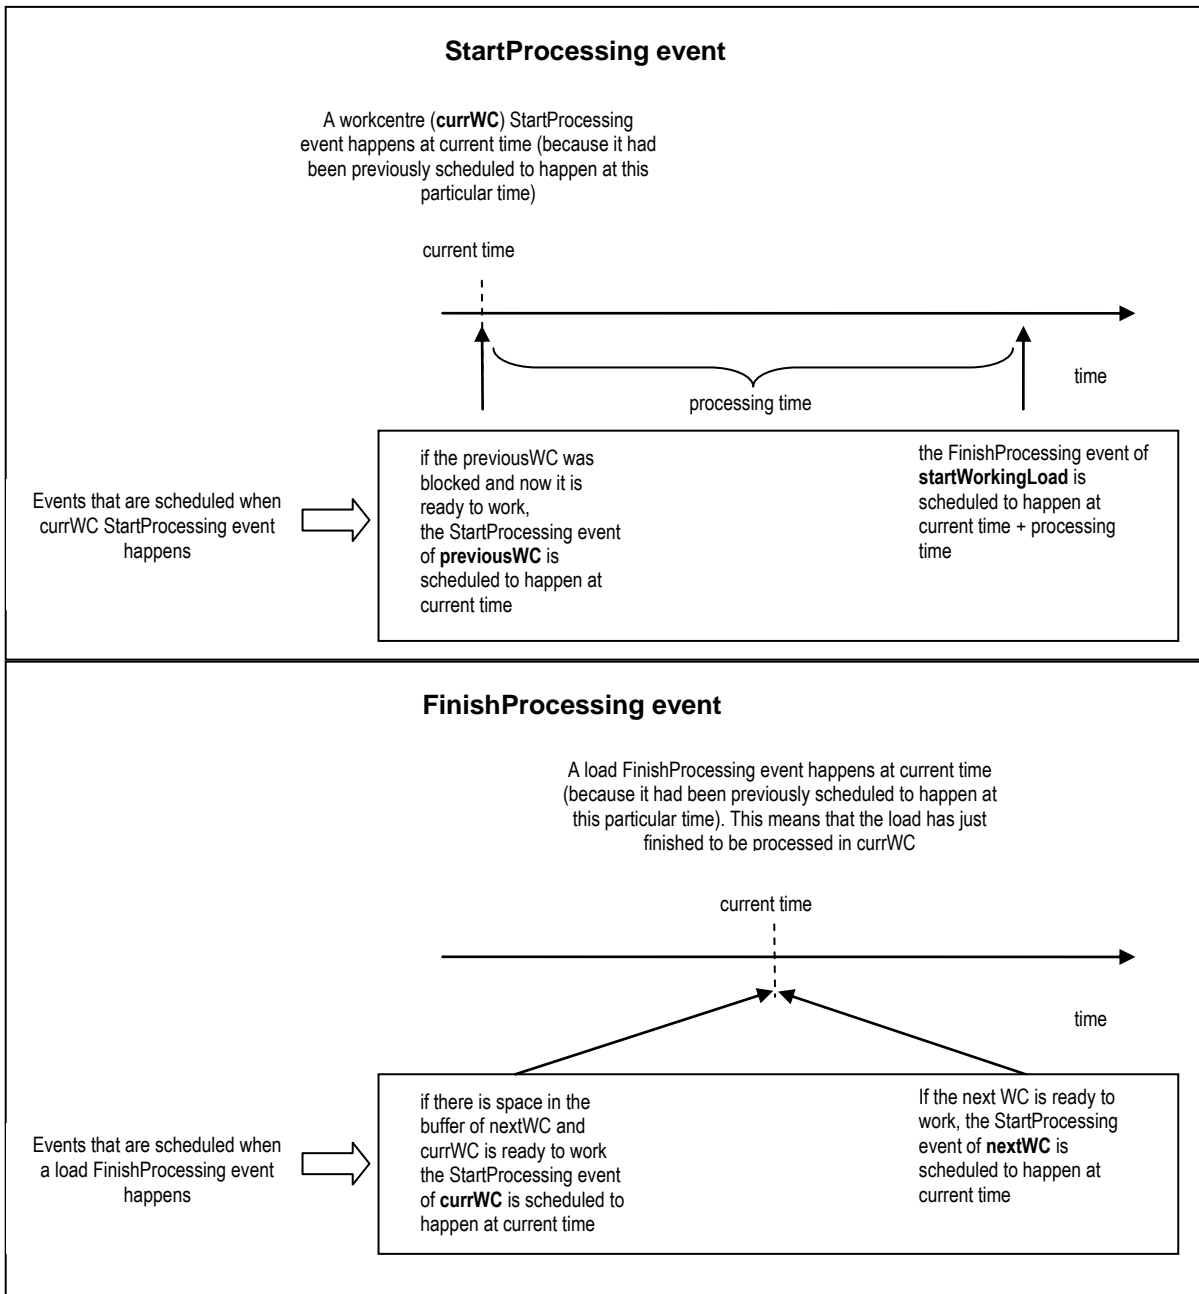 StartProcessing event
A workcentre (currWC) StartProcessing
event happens at current time (because it had
been previously scheduled to happen at this
particular time)
current time
time
processing time
Events that are scheduled when
currWC StartProcessing event
happens
if the previousWC was
blocked and now it is
ready to work,
the StartProcessing event
of previousWC is
scheduled to happen at
current time
the FinishProcessing event of
startWorkingLoad is
scheduled to happen at
current time + processing
time
FinishProcessing event
A load FinishProcessing event happens at current time
(because it had been previously scheduled to happen at
this particular time). This means that the load has just
finished to be processed in currWC
current time
time
Events that are scheduled when
a load FinishProcessing event
happens
if there is space in the
buffer of nextWC and
currWC is ready to work
the StartProcessing event
of currWC is scheduled to
happen at current time
If the next WC is ready to
work, the StartProcessing
event of nextWC is
scheduled to happen at
current time